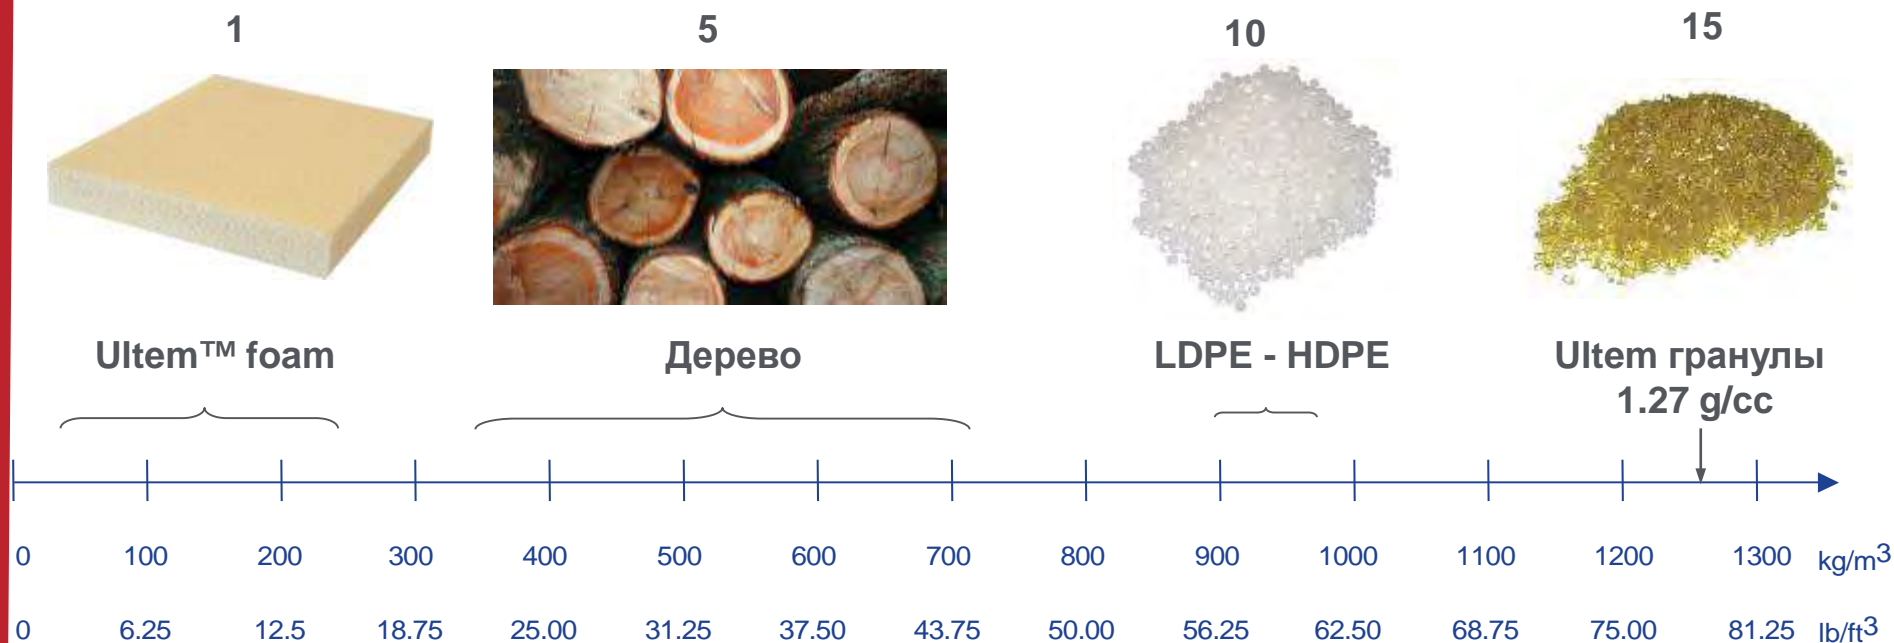 1 5 10 15
Ultem™ foam Дерево LDPE - HDPE Ultem гранулы
1.27 g/cc
0 100 200 300 400 500 600 700 800 900 1000 1100 1200 1300 kg/m³
0 6.25 12.5 18.75 25.00 31.25 37.50 43.75 50.00 56.25 62.50 68.75 75.00 81.25 lb/ft³